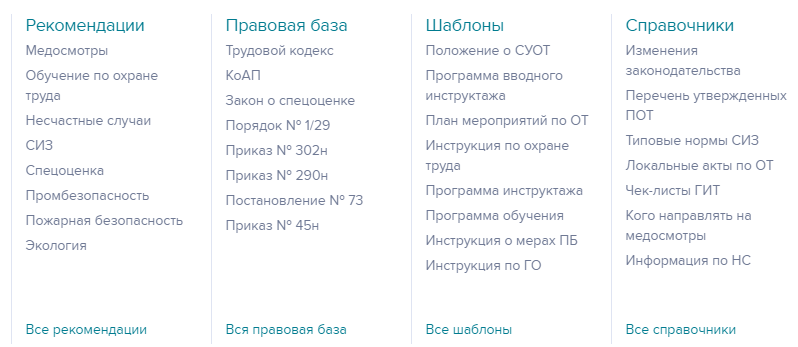 Рекомендации
Медосмотры
Обучение по охране
труда
Несчастные случаи
СИЗ
Спецоценка
Промбезопасность
Пожарная безопасность
Экология
Все рекомендации
Правовая база
Трудовой кодекс
КоАП
Закон о спецоценке
Порядок № 1/29
Приказ № 302н
Приказ № 290н
Постановление № 73
Приказ № 45н
Вся правовая база
Шаблоны
Положение о СУОТ
Программа вводного
инструктажа
План мероприятий по ОТ
Инструкция по охране
труда
Программа инструктажа
Программа обучения
Инструкция о мерах ПБ
Инструкция по ГО
Все шаблоны
Справочники
Изменения
законодательства
Перечень утвержденных
ПОТ
Типовые нормы СИЗ
Локальные акты по ОТ
Чек-листы ГИТ
Кого направлять на
медосмотры
Информация по НС
Все справочники